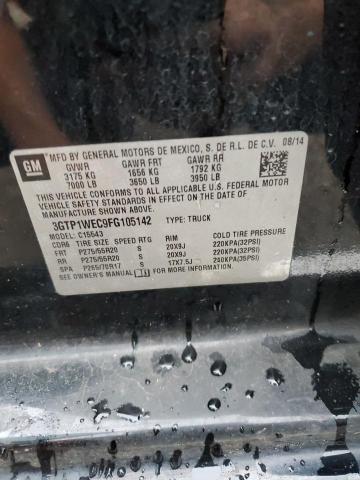 GM
MFD BY GENERAL MOTORS DE MEXICO, S. DE R.L. DE C.V. 08/14
GVWR GAWR FRT GAWR RR
3175 KG 1656 KG 1792 KG
7000 LB 3650 LB 3950 LB
THIS VEHICLE CONFORMS TO ALL APPLICABLE U.S. FEDERAL MOTOR
VEHICLE SAFETY STANDARDS IN
EFFECT ON THE DATE OF MANUFACTURE SHOWN ABOVE.
3GTP1WEC9FG105142 TYPE: TRUCK
MODEL: C15543
TIRE SIZE SPEED RTG RIM COLD TIRE PRESSURE
FRT P275/55R20 S 20X9J 220KPA(32PSI)
RR P275/55R20 S 20X9J 220KPA(32PSI)
SPA P265/70R17 S 17X7.5J 240KPA(35PSI)
SEE OWNER'S MANUAL FOR MORE INFORMATION.